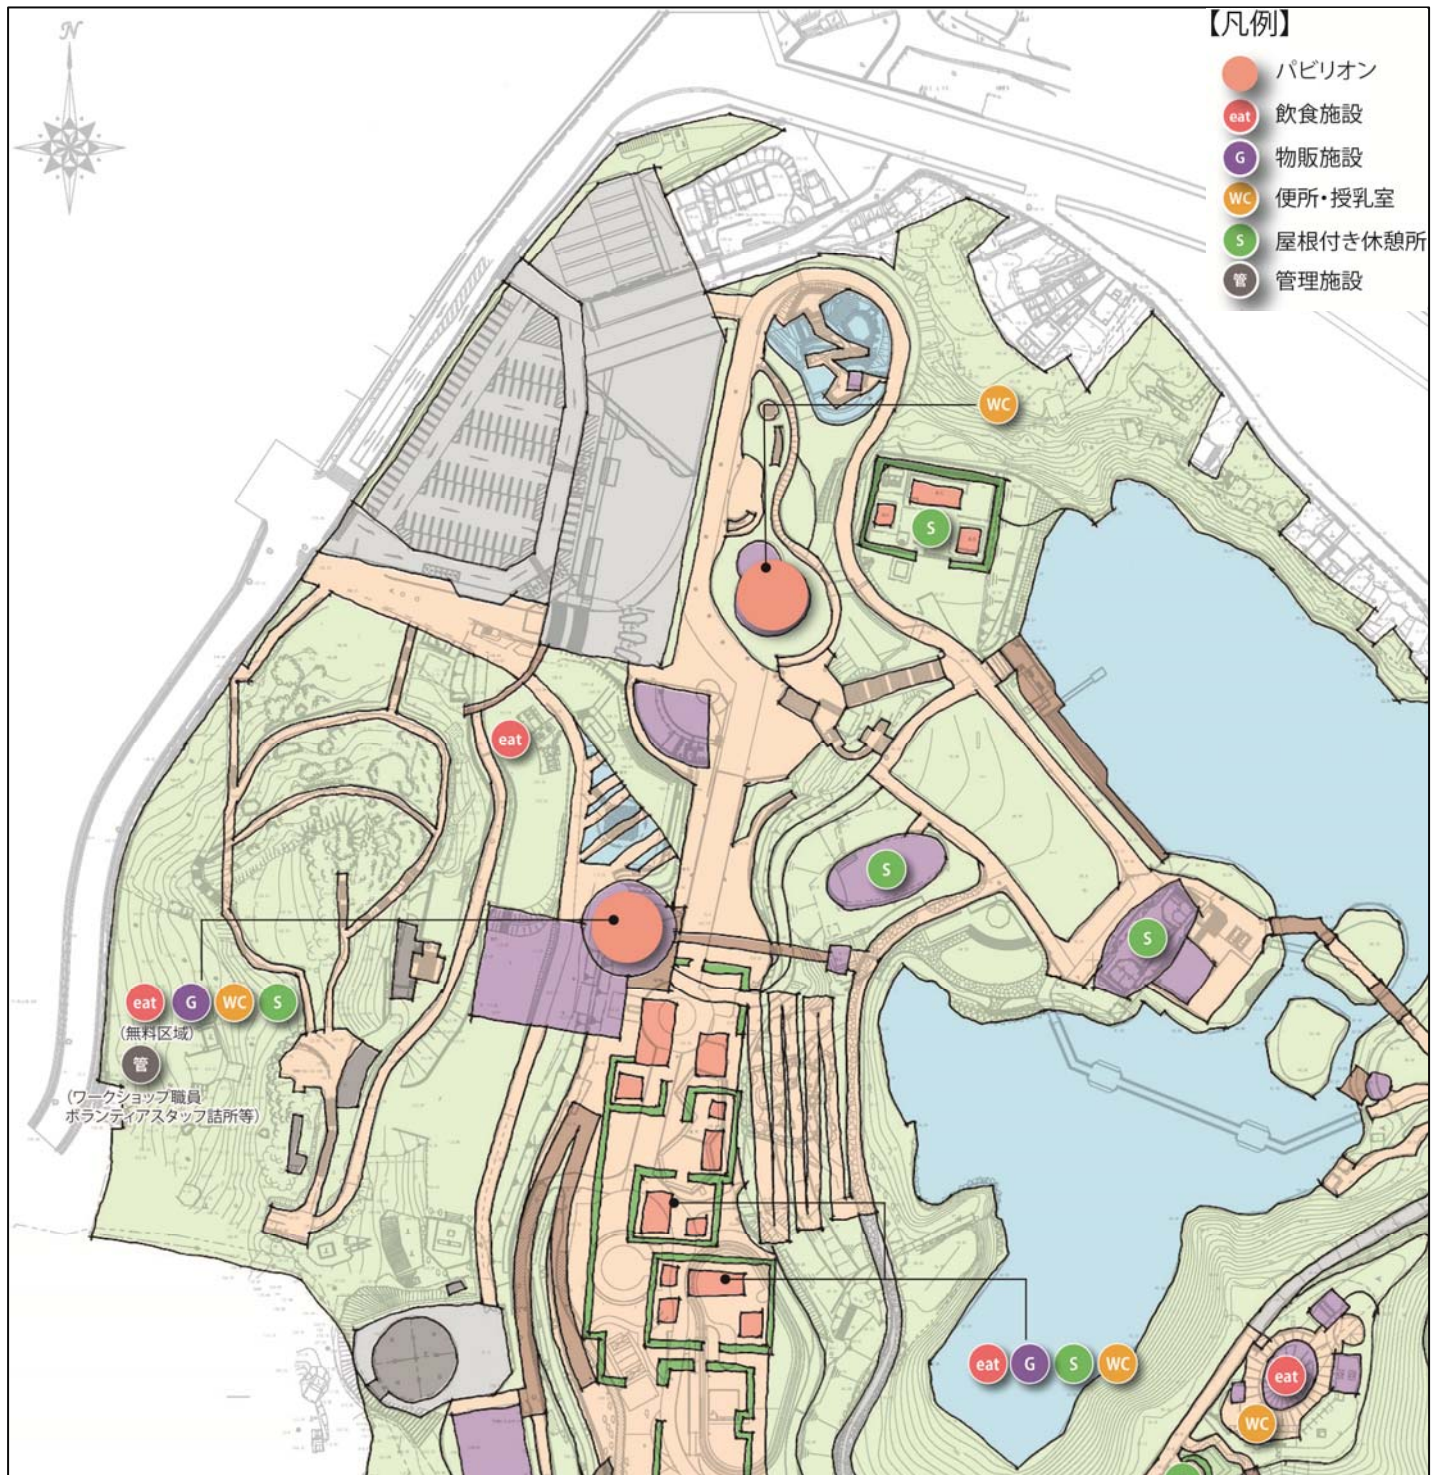 N
【凡例】
パビリオン
eat 飲食施設
G 物販施設
WC 便所・授乳室
S 屋根付き休憩所
管 管理施設
WC
S
eat
S
S
eat G WC S
(無料区域)
管
(ワークショップ職員
ボランティアスタッフ詰所等)
eat G S WC
eat
WC